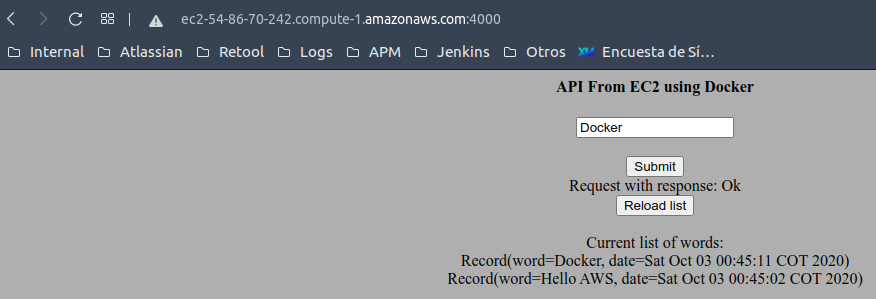 ec2-54-86-70-242.compute-1.amazonaws.com:4000
Internal Atlassian Retool Logs APM Jenkins Otros XM Encuesta de Sí...
API From EC2 using Docker
Docker
Submit
Request with response: Ok
Reload list
Current list of words:
Record(word=Docker, date=Sat Oct 03 00:45:11 COT 2020)
Record(word=Hello AWS, date=Sat Oct 03 00:45:02 COT 2020)